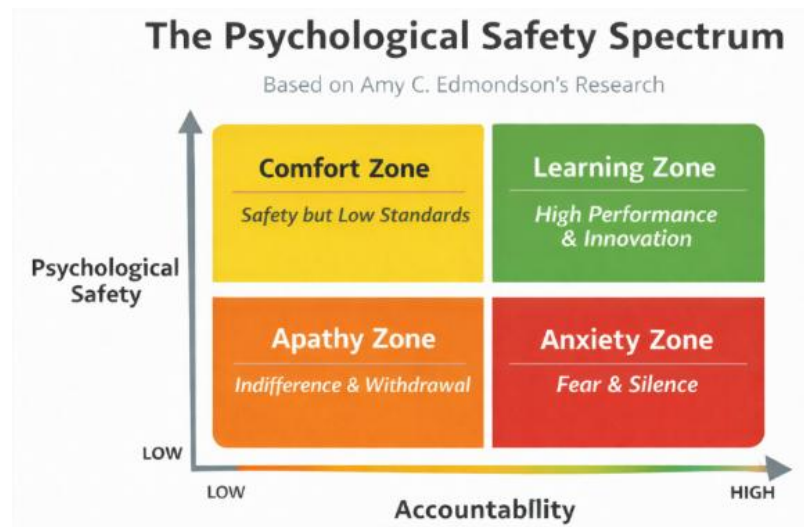 The Psychological Safety Spectrum
Based on Amy C. Edmondson's Research
Comfort Zone
Safety but Low Standards
Learning Zone
High Performance
& Innovation
Psychological
Safety
Apathy Zone
Indifference & Withdrawal
Anxiety Zone
Fear & Silence
LOW
LOW
HIGH
Accountability